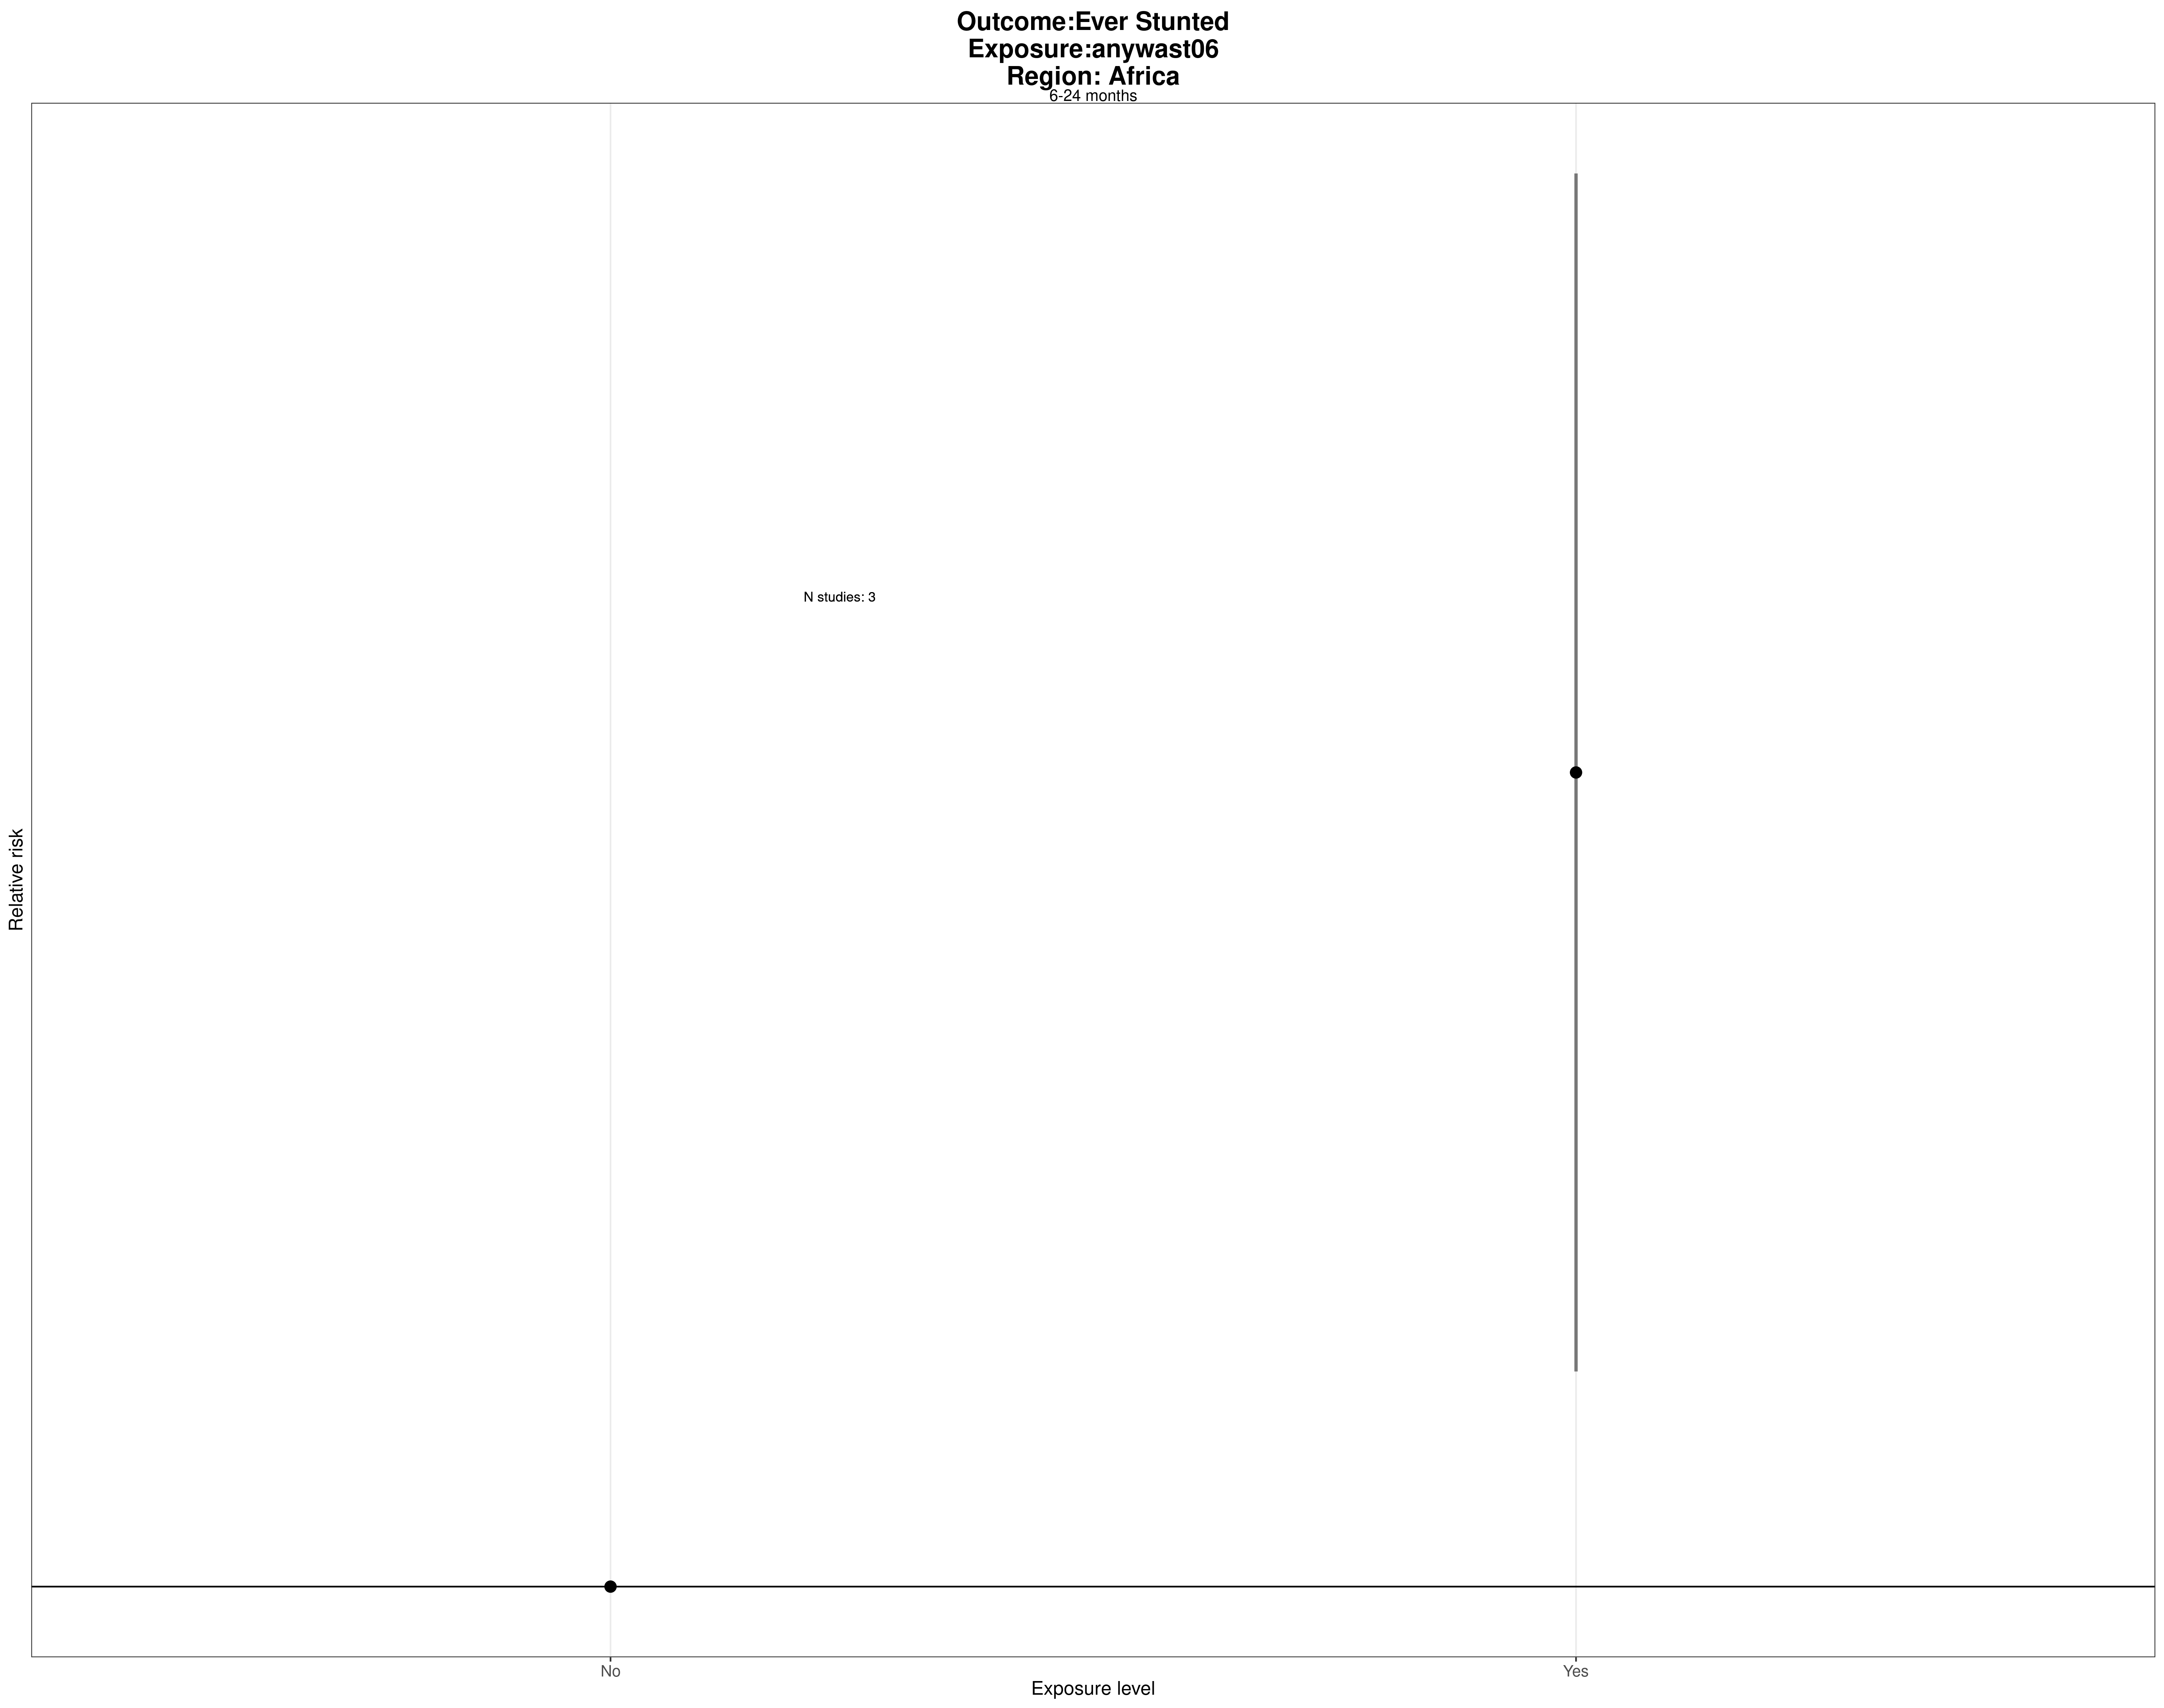 Outcome:Ever Stunted
Exposure:anywast06
Region: Africa
6-24 months
N studies: 3
Relative risk
No
Yes
Exposure level